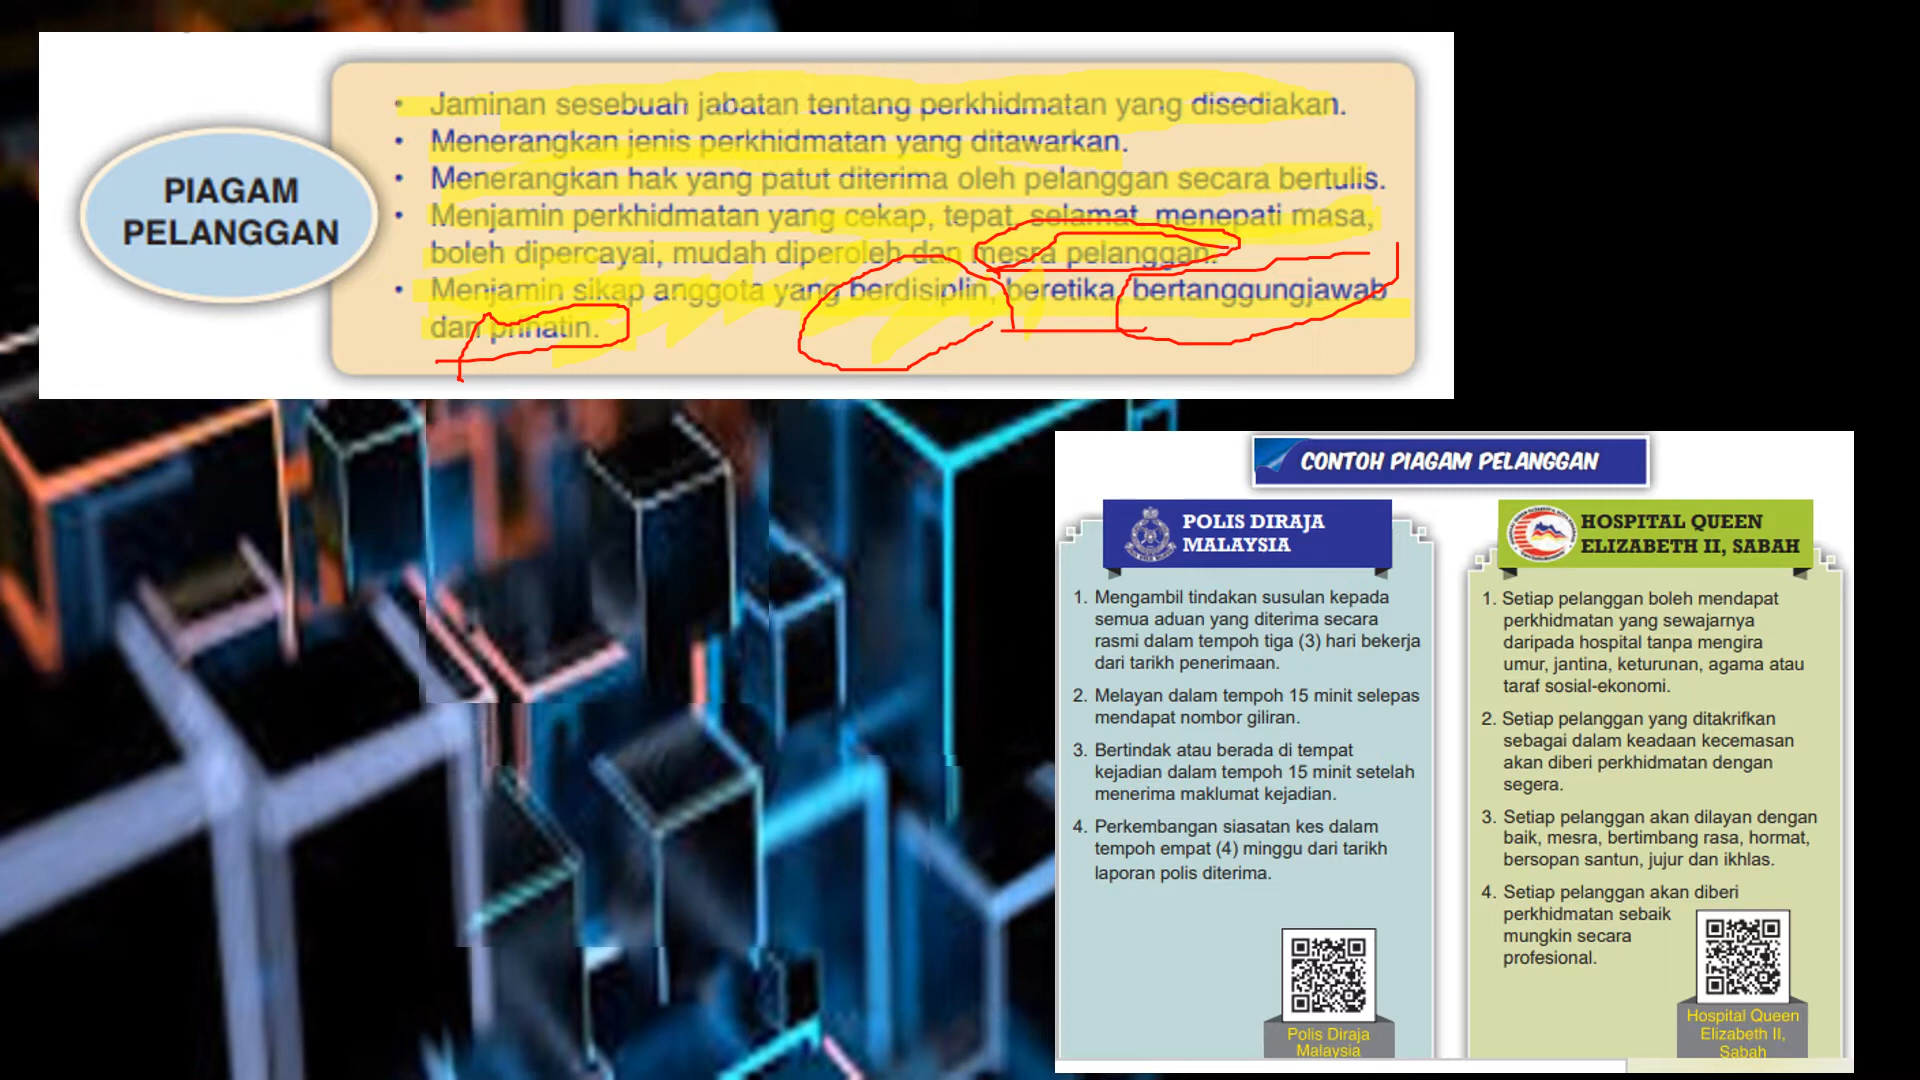 PIAGAM
PELANGGAN
• Jaminan sesebuah jabatan tentang perkhidmatan yang disediakan.
• Menerangkan jenis perkhidmatan yang ditawarkan.
• Menerangkan hak yang patut diterima oleh pelanggan secara bertulis.
• Menjamin perkhidmatan yang cekap, tepat, selamat, menepati masa,
boleh dipercayai, mudah diperoleh dan mesra pelanggan.
• Menjamin sikap anggota yang berdisiplin, beretika, bertanggungjawab
dan prihatin.
CONTOH PIAGAM PELANGGAN
POLIS DIRAJA
MALAYSIA
1. Mengambil tindakan susulan kepada
semua aduan yang diterima secara
rasmi dalam tempoh tiga (3) hari bekerja
dari tarikh penerimaan.
2. Melayan dalam tempoh 15 minit selepas
mendapat nombor giliran.
3. Bertindak atau berada di tempat
kejadian dalam tempoh 15 minit setelah
menerima maklumat kejadian.
4. Perkembangan siasatan kes dalam
tempoh empat (4) minggu dari tarikh
laporan polis diterima.
Polis Diraja
Malaysia
HOSPITAL QUEEN
ELIZABETH II, SABAH
1. Setiap pelanggan boleh mendapat
perkhidmatan yang sewajarnya
daripada hospital tanpa mengira
umur, jantina, keturunan, agama atau
taraf sosial-ekonomi.
2. Setiap pelanggan yang ditakrifkan
sebagai dalam keadaan kecemasan
akan diberi perkhidmatan dengan
segera.
3. Setiap pelanggan akan dilayan dengan
baik, mesra, bertimbang rasa, hormat,
bersopan santun, jujur dan ikhlas.
4. Setiap pelanggan akan diberi
perkhidmatan sebaik
mungkin secara
profesional.
Hospital Queen
Elizabeth II,
Sabah